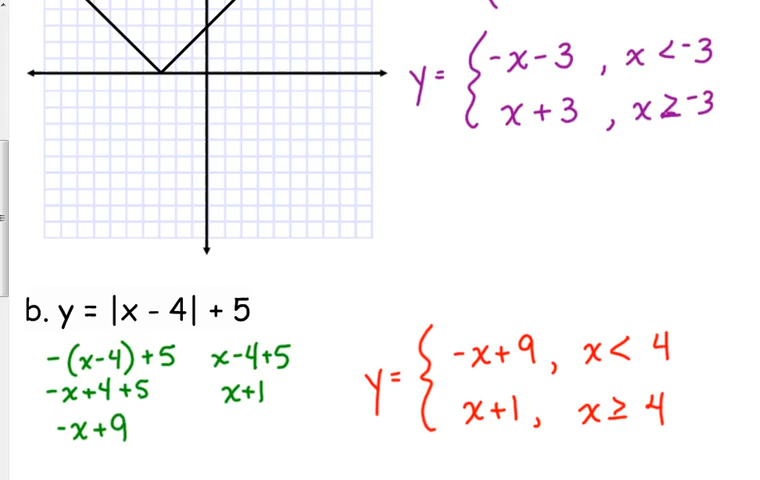 y = { -x - 3 , x < -3
x + 3 , x ≥ -3
b. y = |x - 4| + 5
-(x-4)+5 x-4+5
-x+4+5 x+1
-x+9
y = { -x+9, x < 4
x+1, x ≥ 4